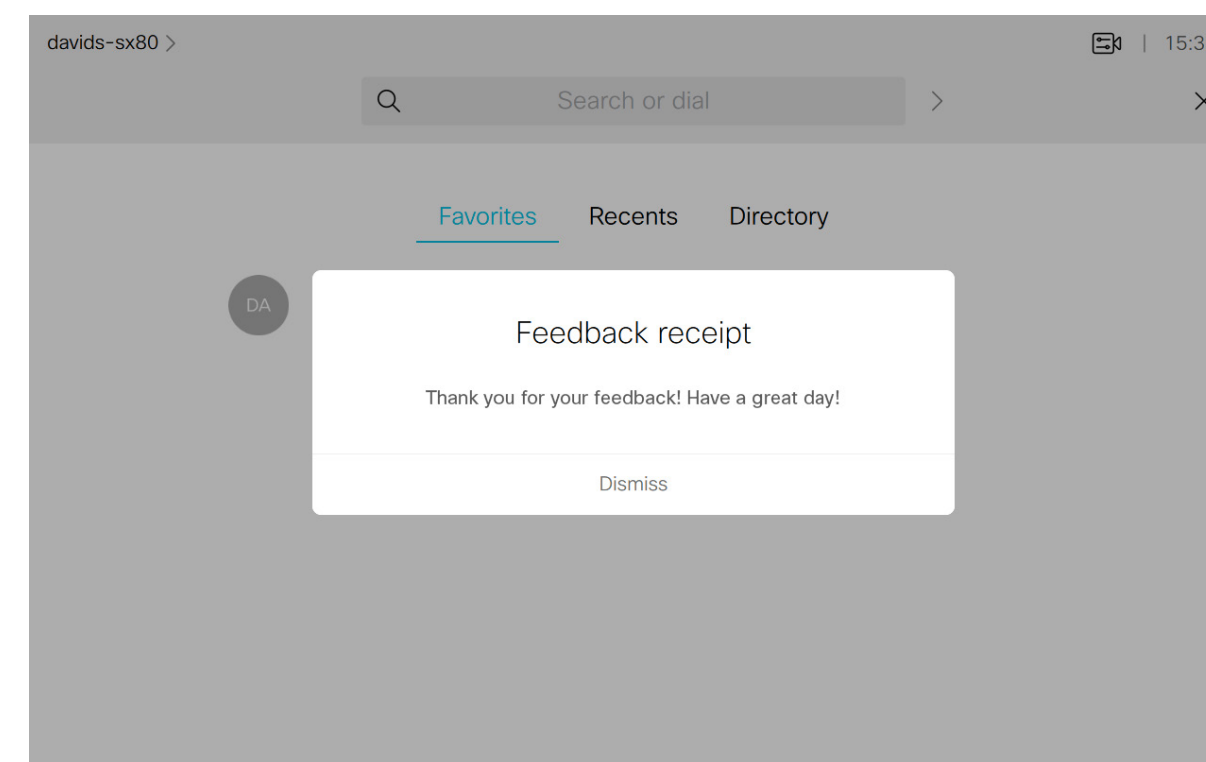 davids-sx80 >
| 15:3
Search or dial >
Favorites Recents Directory
DA
Feedback receipt
Thank you for your feedback! Have a great day!
Dismiss